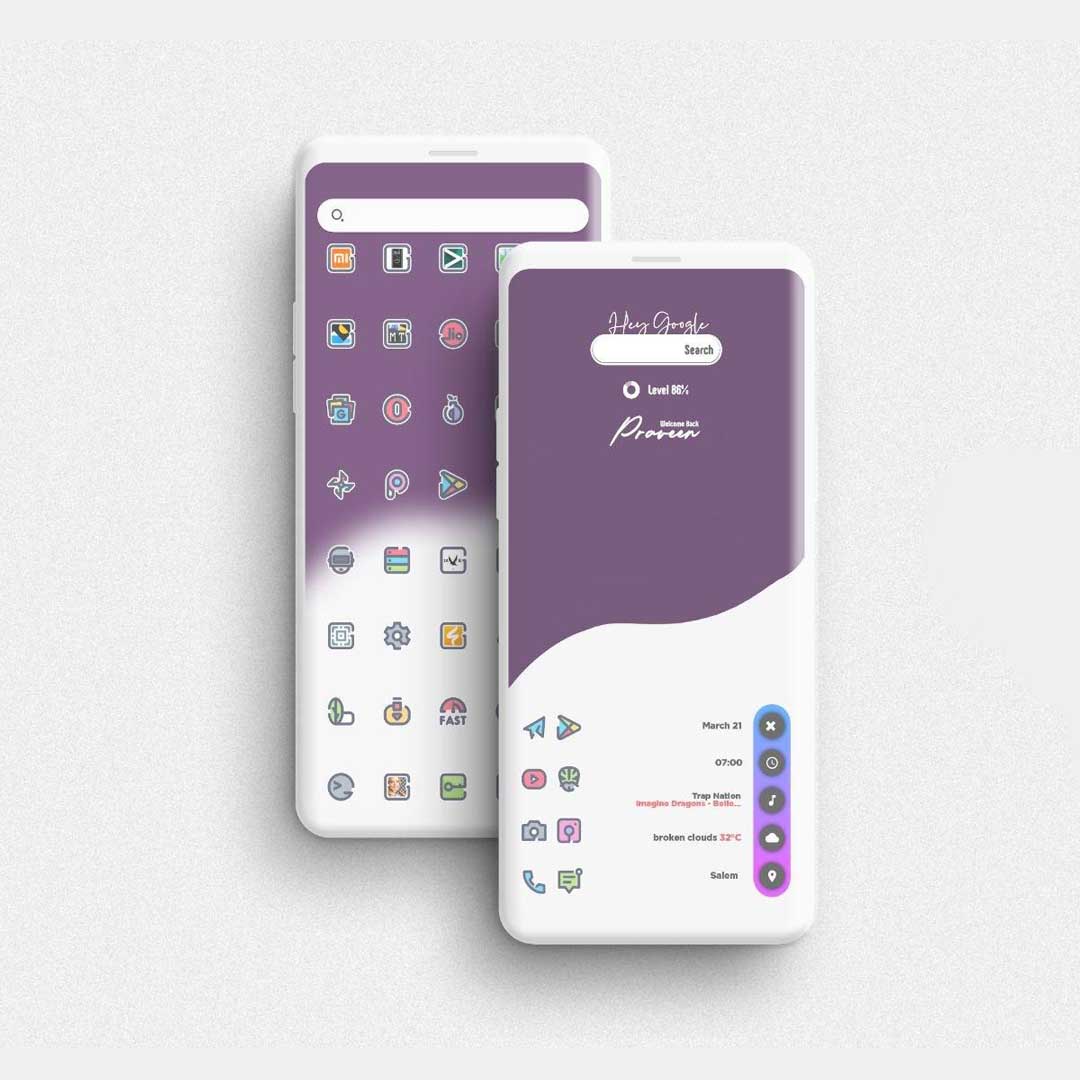 mi
MT
Jio
G
FAST
Hey Google
Search
Level 86%
Welcome Back
Praveen
March 21
07:00
Trap Nation
Imagine Dragons - Belie...
broken clouds 32°C
Salem